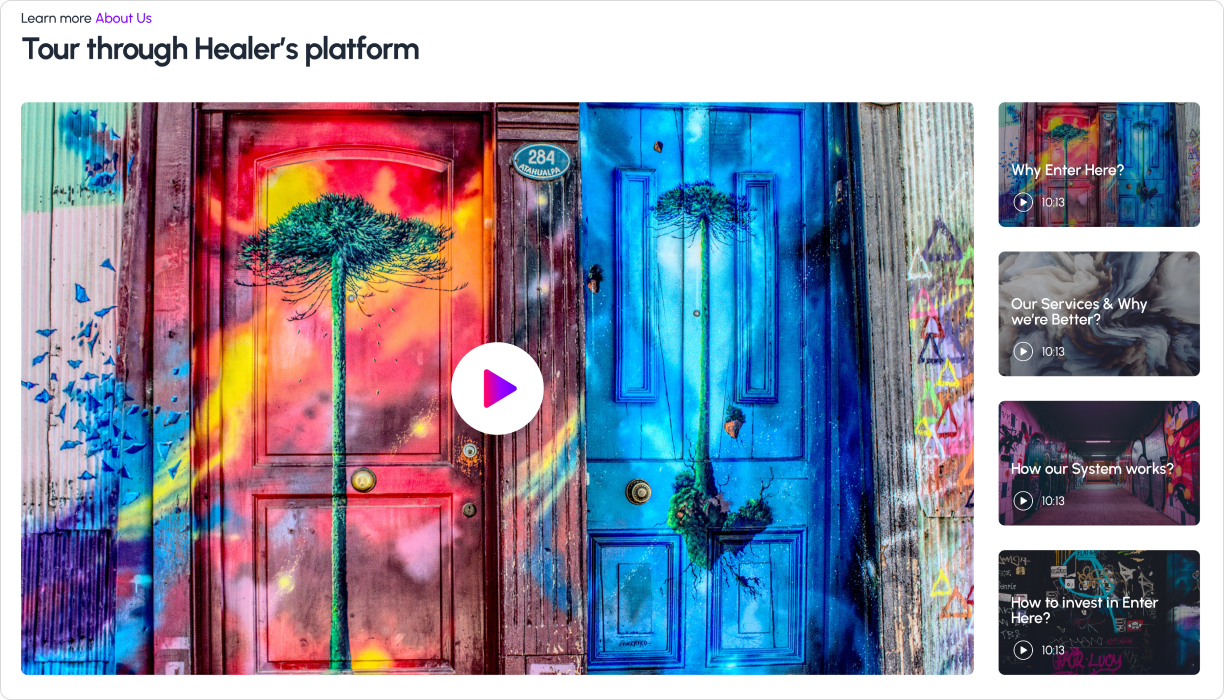 Learn more About Us
Tour through Healer’s platform
284
ATAHUALPA
Why Enter Here?
10:13
Our Services & Why
we’re Better?
10:13
How our System works?
10:13
How to invest in Enter
Here?
10:13